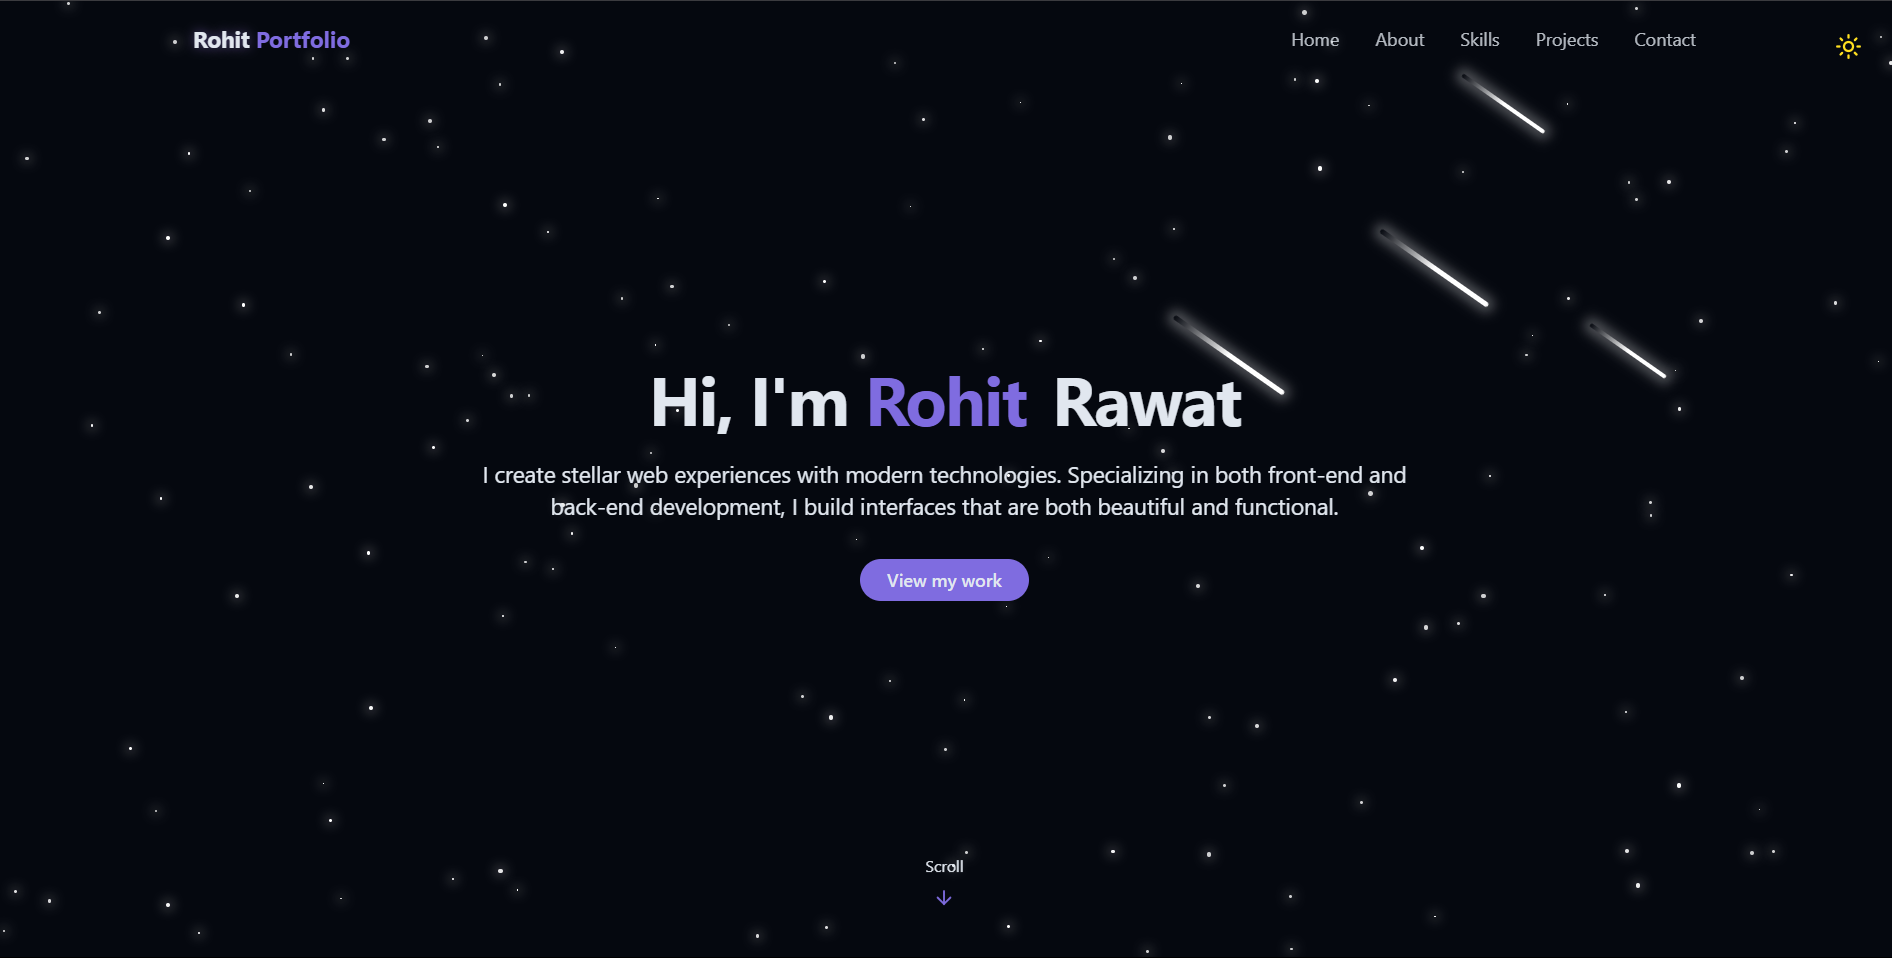 Rohit Portfolio
Home About Skills Projects Contact
Hi, I'm Rohit Rawat
I create stellar web experiences with modern technologies. Specializing in both front-end and
back-end development, I build interfaces that are both beautiful and functional.
View my work
Scroll